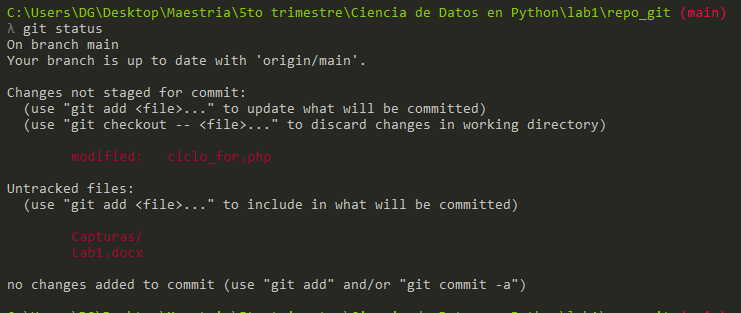 C:\Users\DG\Desktop\Maestria\5to trimestre\Ciencia de Datos en Python\lab1\repo_git (main)
λ git status
On branch main
Your branch is up to date with 'origin/main'.
Changes not staged for commit:
(use "git add <file>..." to update what will be committed)
(use "git checkout -- <file>..." to discard changes in working directory)
modified: ciclo_for.php
Untracked files:
(use "git add <file>..." to include in what will be committed)
Capturas/
Lab1.docx
no changes added to commit (use "git add" and/or "git commit -a")